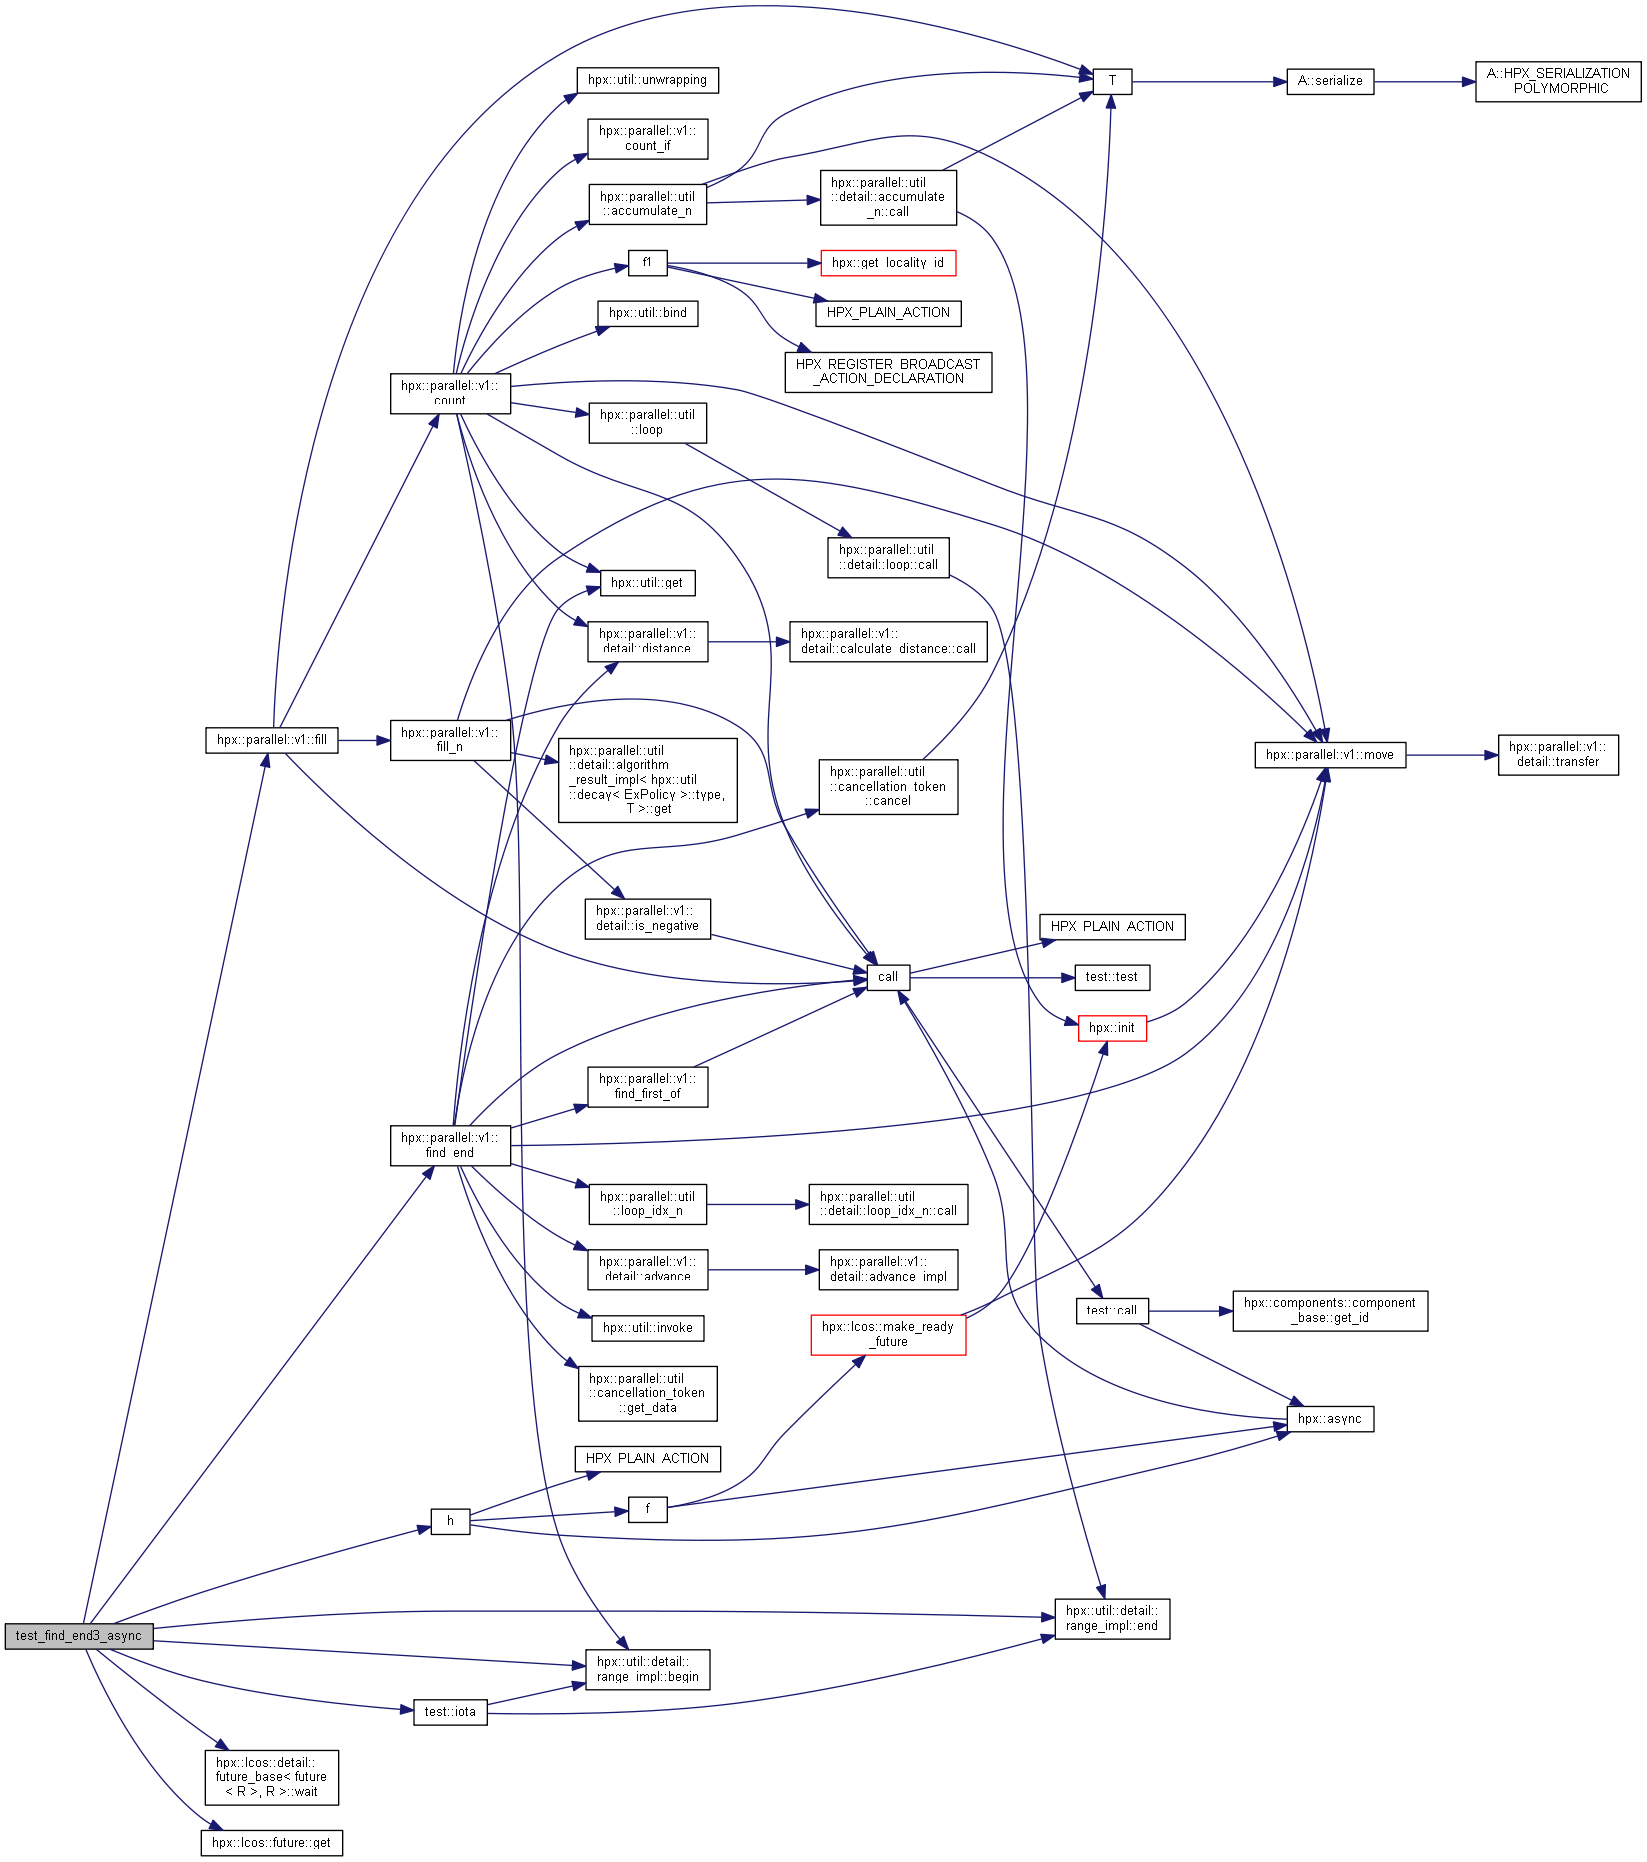 T
A::serialize
A::HPX_SERIALIZATION
POLYMORPHIC
hpx::util::unwrapping
hpx::parallel::v1::
count_if
hpx::parallel::util
::accumulate_n
hpx::parallel::util
::detail::accumulate
_n::call
f1
hpx::get_locality_id
HPX_PLAIN_ACTION
hpx::util::bind
HPX_REGISTER_BROADCAST
_ACTION_DECLARATION
hpx::parallel::v1::
count
hpx::parallel::util
::loop
hpx::parallel::util
::detail::loop::call
hpx::util::get
hpx::parallel::v1::
detail::distance
hpx::parallel::v1::
detail::calculate_distance::call
hpx::parallel::v1::fill
hpx::parallel::v1::
fill_n
hpx::parallel::util
::detail::algorithm
_result_impl< hpx::util
::decay< ExPolicy >::type,
T >::get
hpx::parallel::util
::cancellation_token
::cancel
hpx::parallel::v1::move
hpx::parallel::v1::
detail::transfer
hpx::parallel::v1::
detail::is_negative
call
HPX_PLAIN_ACTION
test::test
hpx::init
hpx::parallel::v1::
find_first_of
hpx::parallel::v1::
find_end
hpx::parallel::util
::loop_idx_n
hpx::parallel::util
::detail::loop_idx_n::call
hpx::parallel::v1::
detail::advance
hpx::parallel::v1::
detail::advance_impl
hpx::util::invoke
hpx::lcos::make_ready
_future
test::call
hpx::components::component
_base::get_id
hpx::parallel::util
::cancellation_token
::get_data
hpx::async
HPX_PLAIN_ACTION
h
f
test_find_end3_async
hpx::util::detail::
range_impl::end
hpx::util::detail::
range_impl::begin
test::iota
hpx::lcos::detail::
future_base< future
< R >, R >::wait
hpx::lcos::future::get